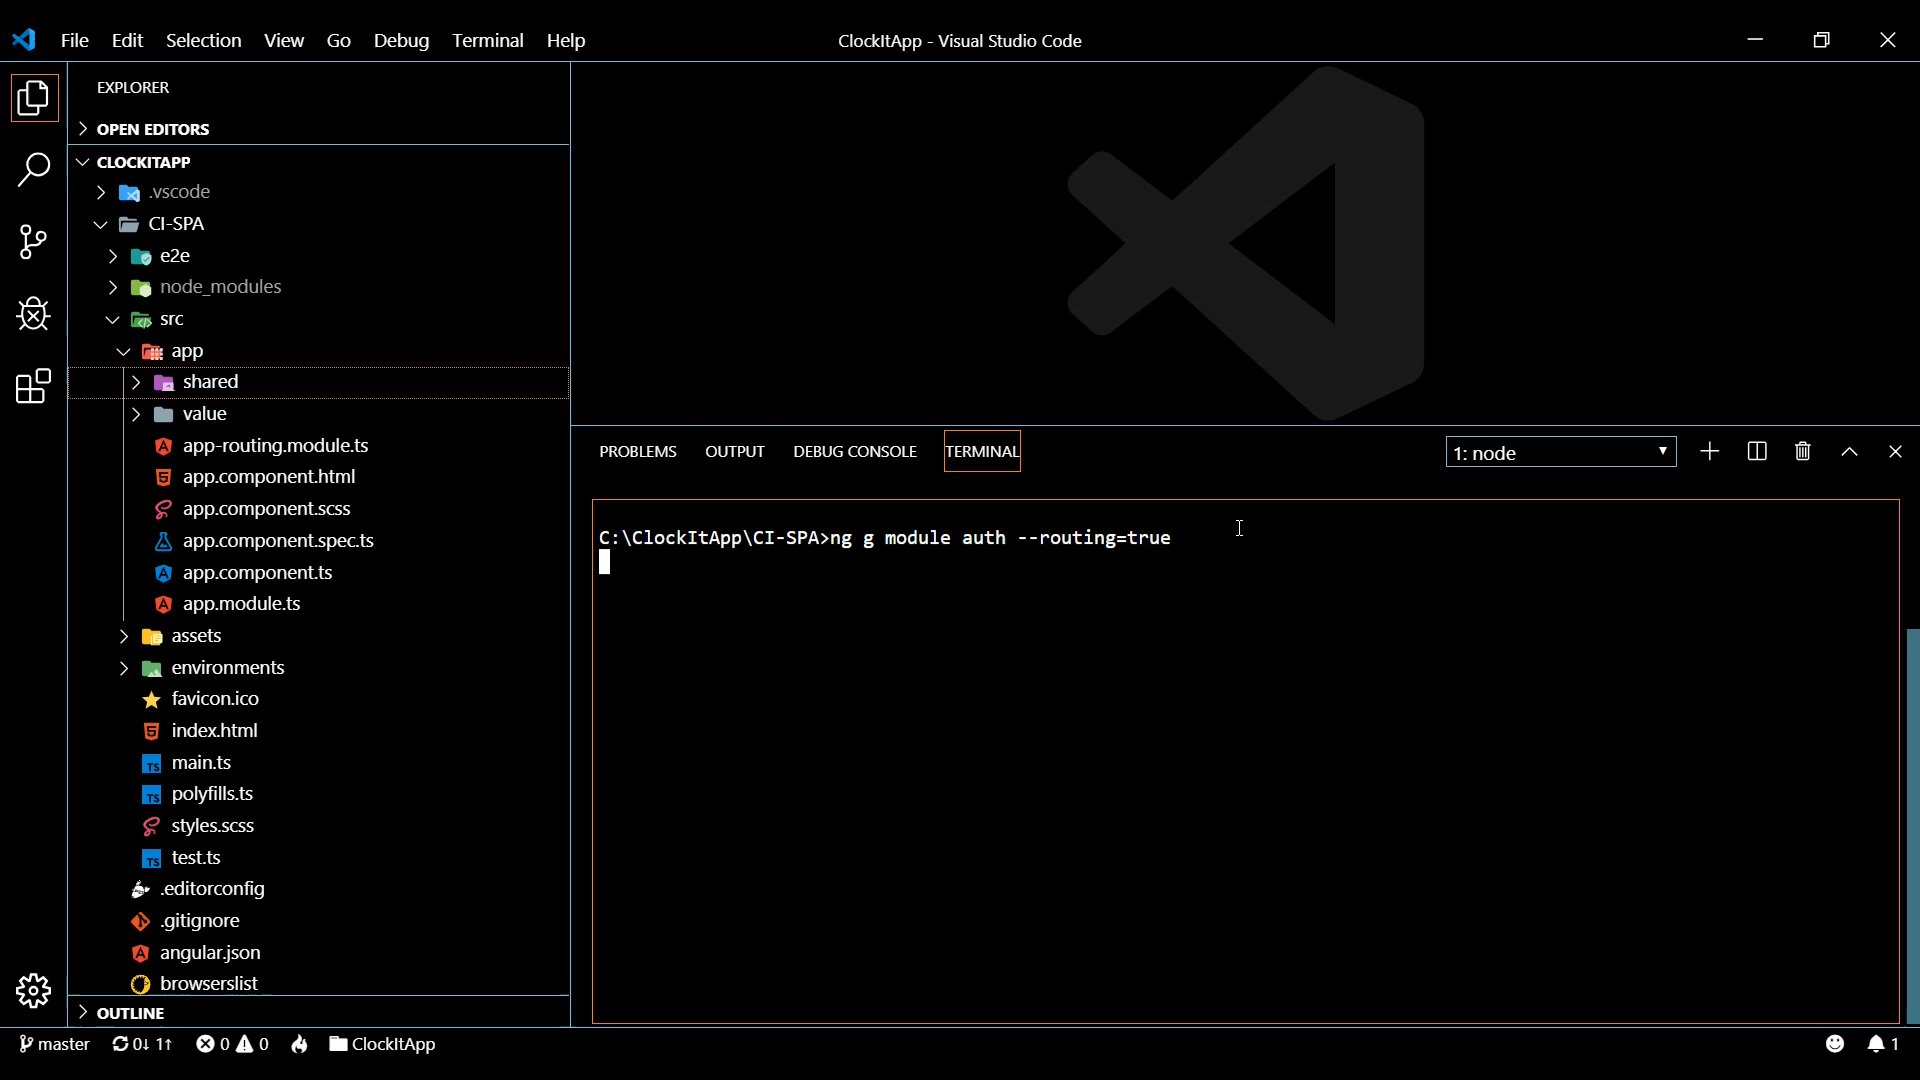 File Edit Selection View Go Debug Terminal Help
ClockItApp - Visual Studio Code
EXPLORER
OPEN EDITORS
CLOCKITAPP
.vscode
CI-SPA
e2e
node_modules
src
app
shared
value
app-routing.module.ts
app.component.html
app.component.scss
app.component.spec.ts
app.component.ts
app.module.ts
assets
environments
favicon.ico
index.html
main.ts
polyfills.ts
styles.scss
test.ts
.editorconfig
.gitignore
angular.json
browserslist
OUTLINE
PROBLEMS OUTPUT DEBUG CONSOLE TERMINAL
1: node
C:\ClockItApp\CI-SPA>ng g module auth --routing=true
master 0↓ 1↑ 0 0 ClockItApp
1